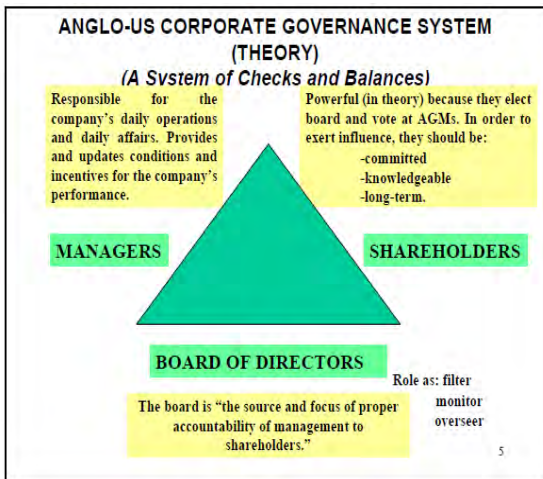 ANGLO-US CORPORATE GOVERNANCE SYSTEM
(THEORY)
(A System of Checks and Balances)
Responsible for the
company's daily operations
and daily affairs. Provides
and updates conditions and
incentives for the company's
performance.
Powerful (in theory) because they elect
board and vote at AGMs. In order to
exert influence, they should be:
-committed
-knowledgeable
-long-term.
MANAGERS
SHAREHOLDERS
BOARD OF DIRECTORS
Role as: filter
monitor
overseer
The board is "the source and focus of proper
accountability of management to
shareholders."
5